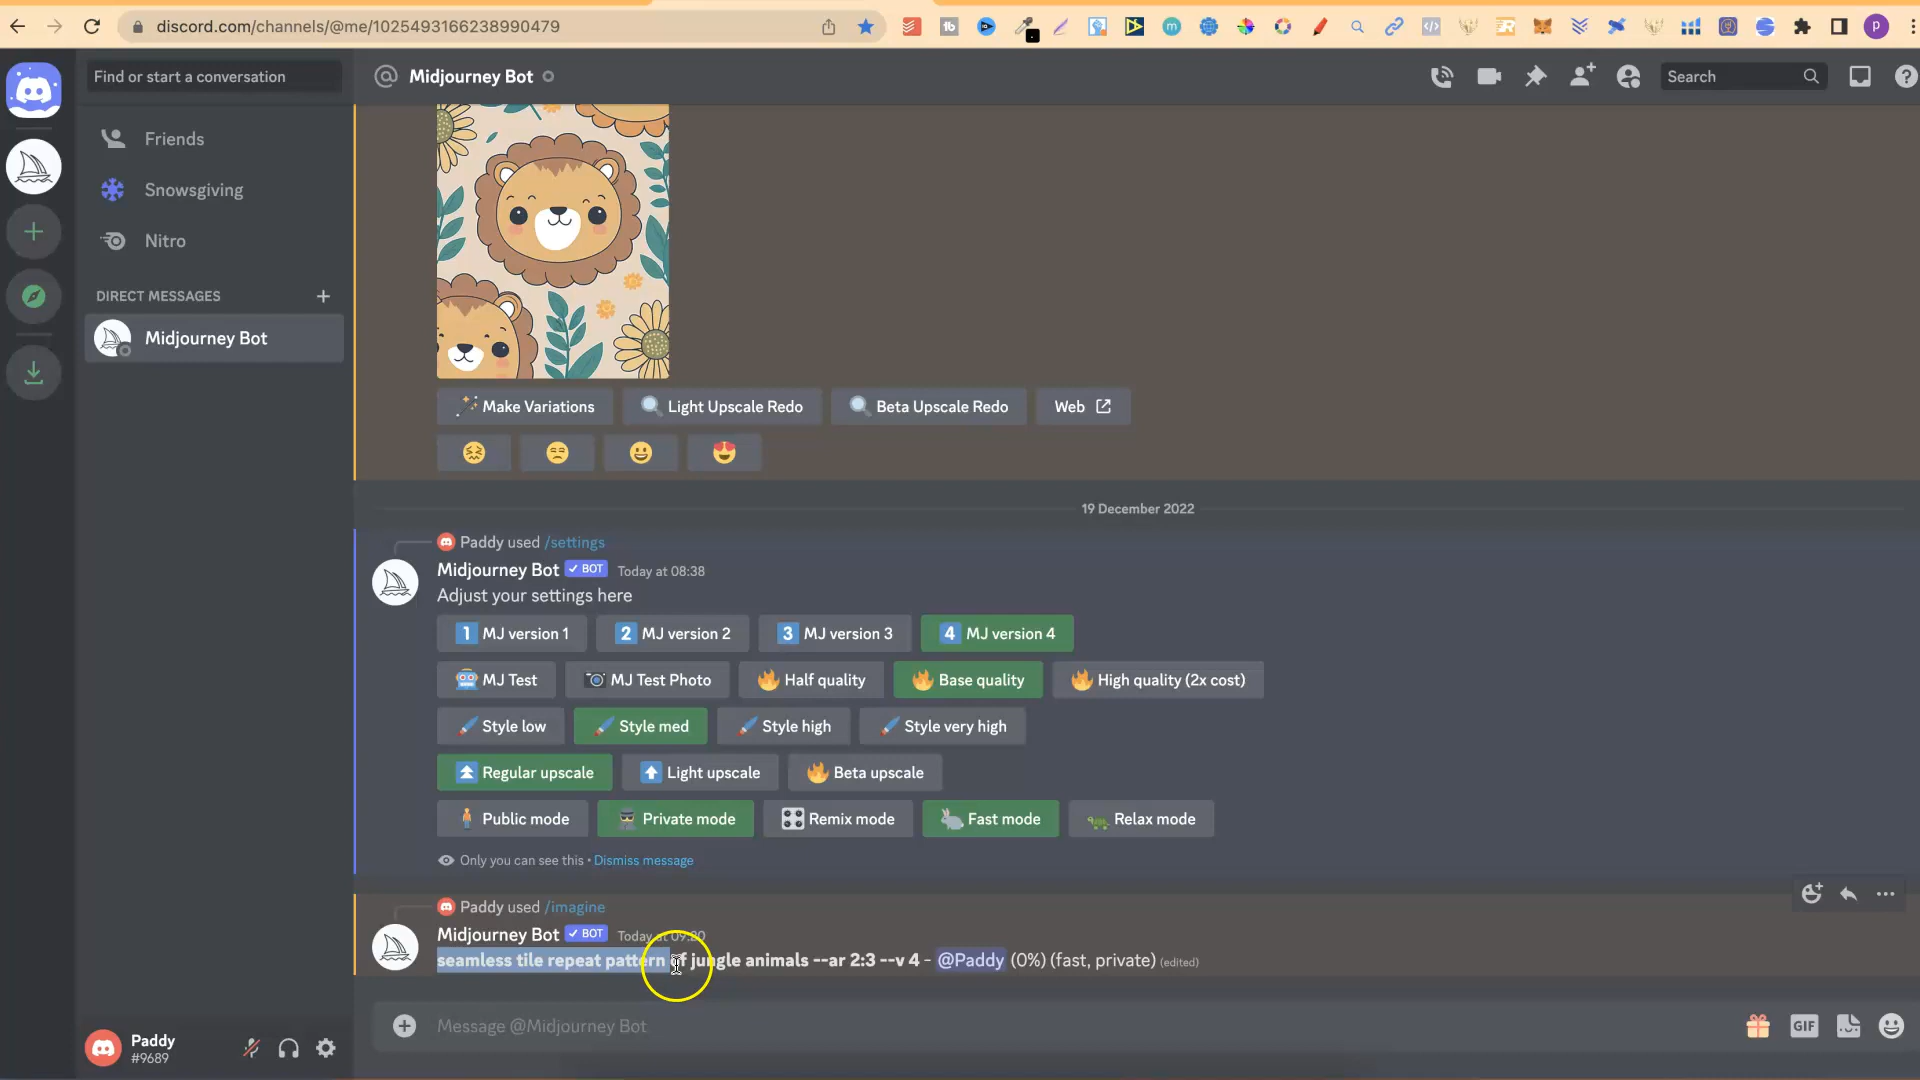 discord.com/channels/@me/1025493166238990479
Find or start a conversation
Midjourney Bot
Search
Friends
Snowsgiving
Nitro
DIRECT MESSAGES
Midjourney Bot
Make Variations
Light Upscale Redo
Beta Upscale Redo
Web
19 December 2022
Paddy used /settings
Midjourney Bot BOT Today at 08:38
Adjust your settings here
1 MJ version 1
2 MJ version 2
3 MJ version 3
4 MJ version 4
MJ Test
MJ Test Photo
Half quality
Base quality
High quality (2x cost)
Style low
Style med
Style high
Style very high
Regular upscale
Light upscale
Beta upscale
Public mode
Private mode
Remix mode
Fast mode
Relax mode
Only you can see this • Dismiss message
Paddy used /imagine
Midjourney Bot BOT Today at 09:20
seamless tile repeat pattern of jungle animals --ar 2:3 --v 4 - @Paddy (0%) (fast, private) (edited)
Message @Midjourney Bot
GIF
Paddy
#9689